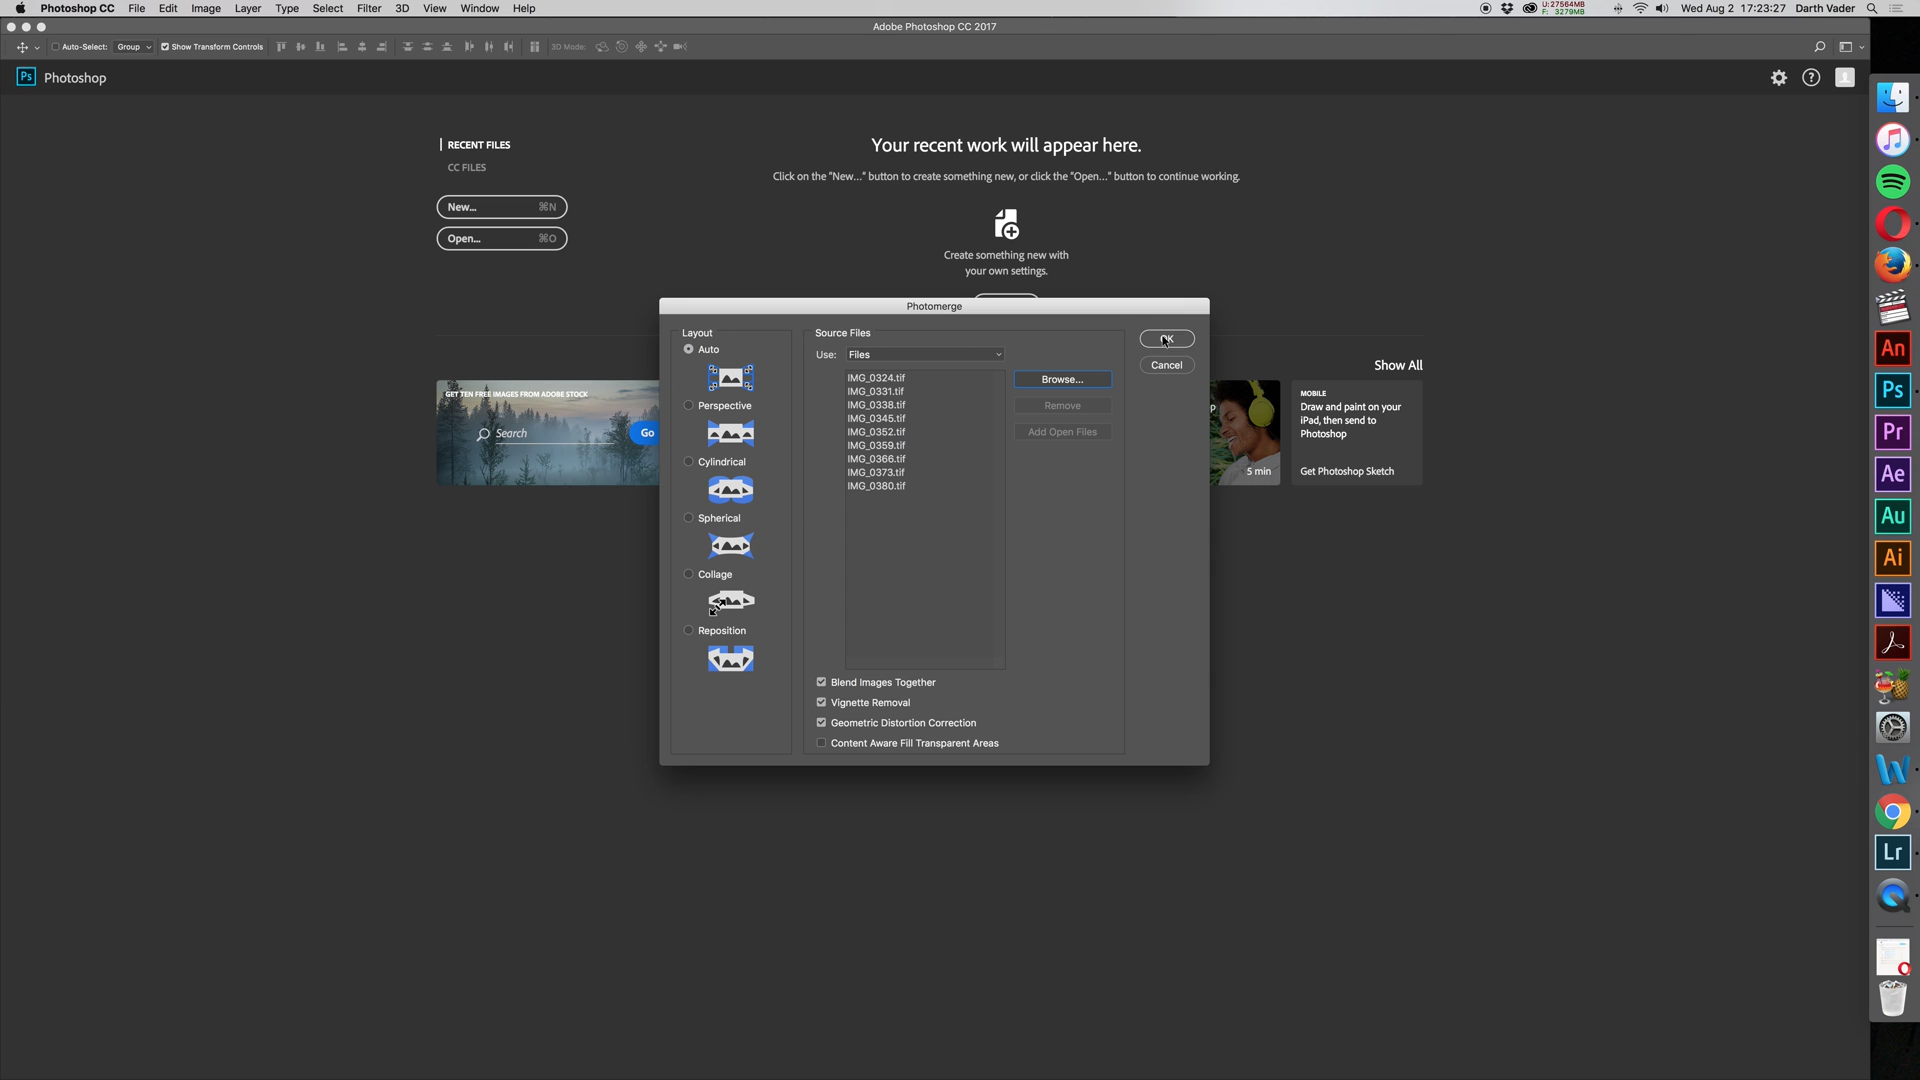 Photoshop CC File Edit Image Layer Type Select Filter 3D View Window Help
U:27564MB
F: 3279MB
Wed Aug 2 17:23:27 Darth Vader
Adobe Photoshop CC 2017
Auto-Select: Group Show Transform Controls 3D Mode:
Ps Photoshop
RECENT FILES
CC FILES
New... ⌘N
Open... ⌘O
Your recent work will appear here.
Click on the "New..." button to create something new, or click the "Open..." button to continue working.
Create something new with
your own settings.
Show All
GET TEN FREE IMAGES FROM ADOBE STOCK
Search Go
5 min
MOBILE
Draw and paint on your
iPad, then send to
Photoshop
Get Photoshop Sketch
Photomerge
Layout
Auto
Perspective
Cylindrical
Spherical
Collage
Reposition
Source Files
Use: Files
IMG_0324.tif
IMG_0331.tif
IMG_0338.tif
IMG_0345.tif
IMG_0352.tif
IMG_0359.tif
IMG_0366.tif
IMG_0373.tif
IMG_0380.tif
Browse...
Remove
Add Open Files
OK
Cancel
Blend Images Together
Vignette Removal
Geometric Distortion Correction
Content Aware Fill Transparent Areas
An
Ps
Pr
Ae
Au
Ai
Lr